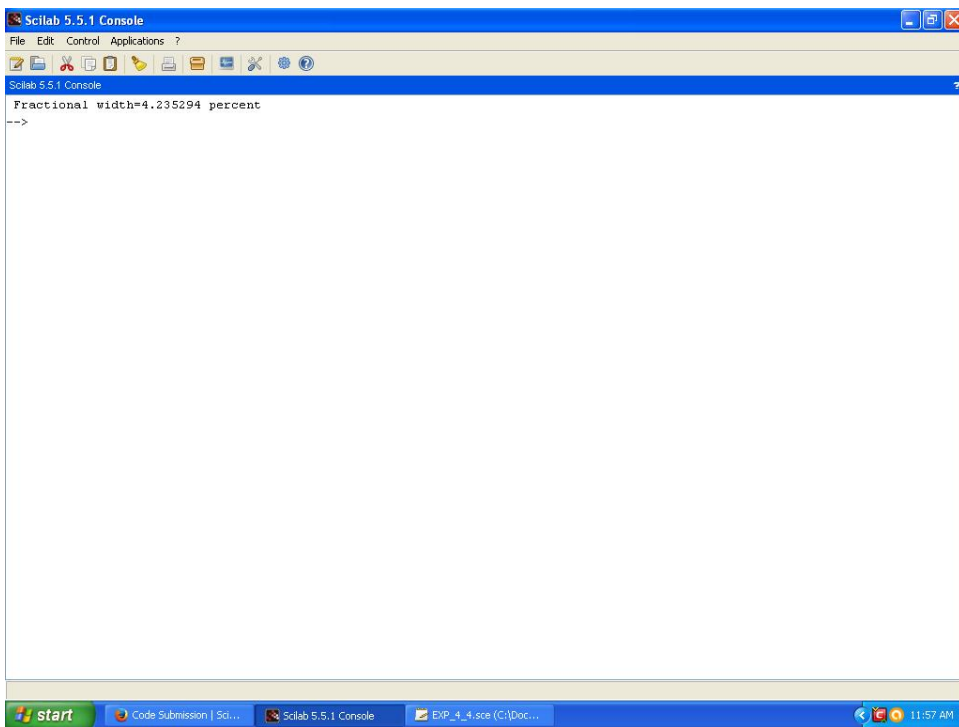 Scilab 5.5.1 Console
File Edit Control Applications ?
Scilab 5.5.1 Console ?
Fractional width=4.235294 percent
-->
start Code Submission | Sci... Scilab 5.5.1 Console EXP_4_4.sce (C:\Doc... 11:57 AM